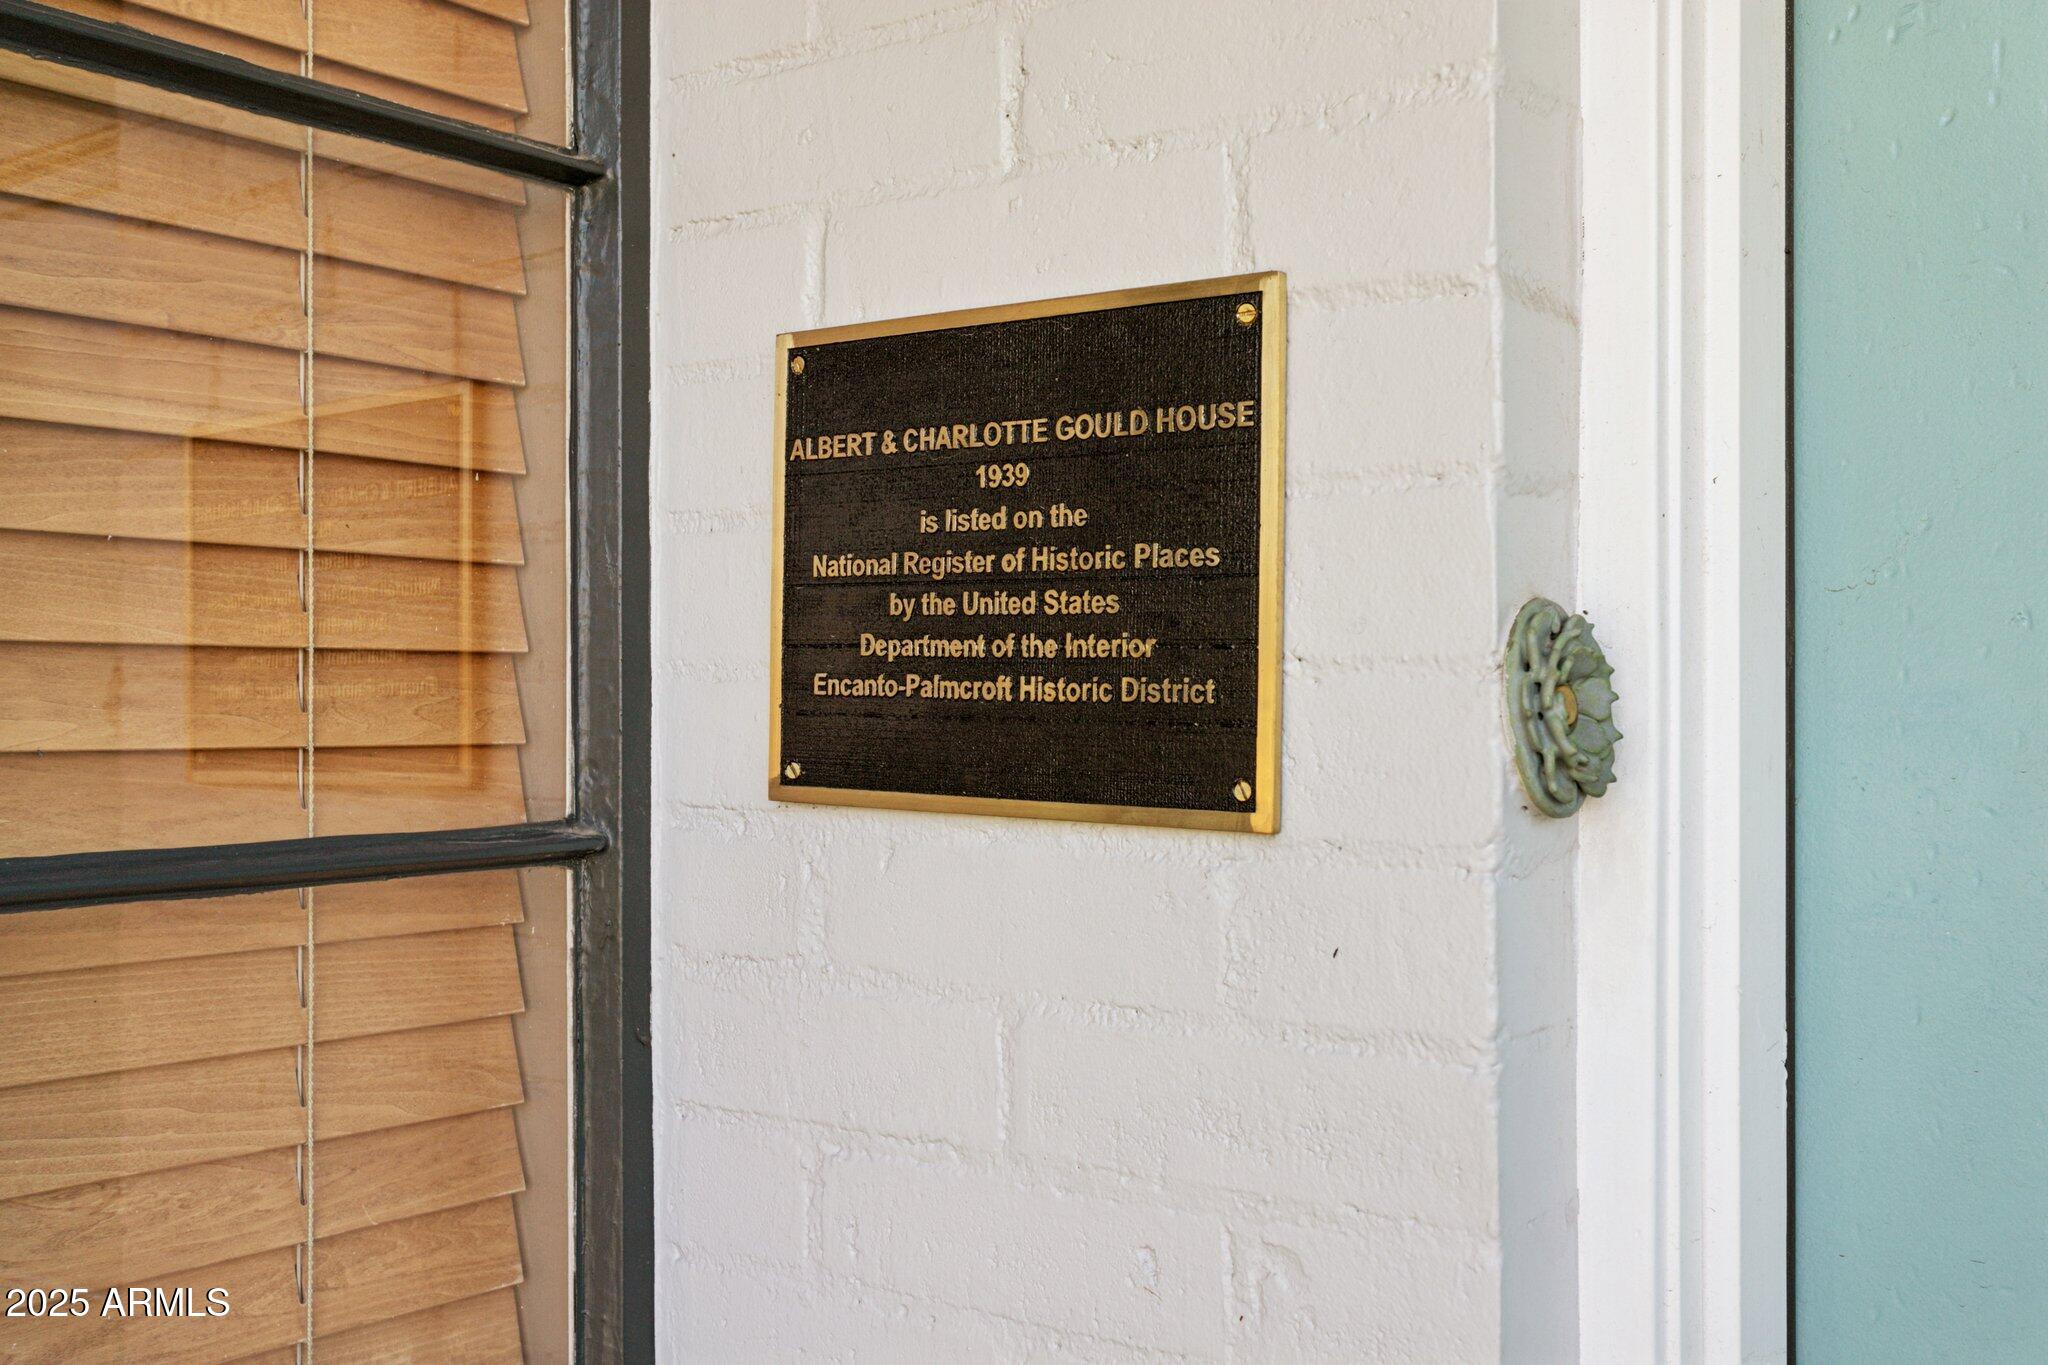 ALBERT & CHARLOTTE GOULD HOUSE
1939
is listed on the
National Register of Historic Places
by the United States
Department of the Interior
Encanto-Palmcroft Historic District
2025 ARMLS